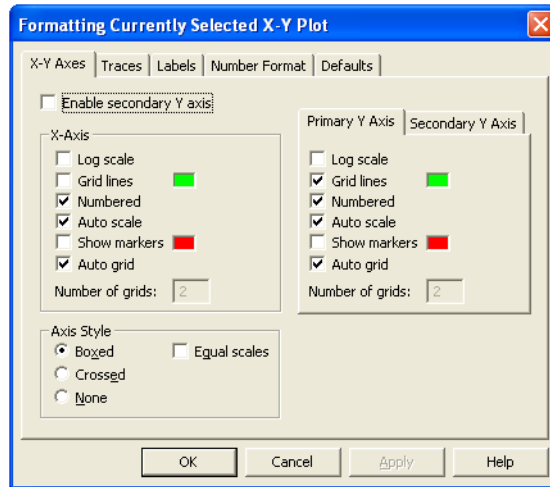 Formatting Currently Selected X-Y Plot
X-Y Axes Traces Labels Number Format Defaults
Enable secondary Y axis
X-Axis
Log scale
Grid lines
Numbered
Auto scale
Show markers
Auto grid
Number of grids: 2
Primary Y Axis Secondary Y Axis
Log scale
Grid lines
Numbered
Auto scale
Show markers
Auto grid
Number of grids: 2
Axis Style
Boxed Equal scales
Crossed
None
OK Cancel Apply Help